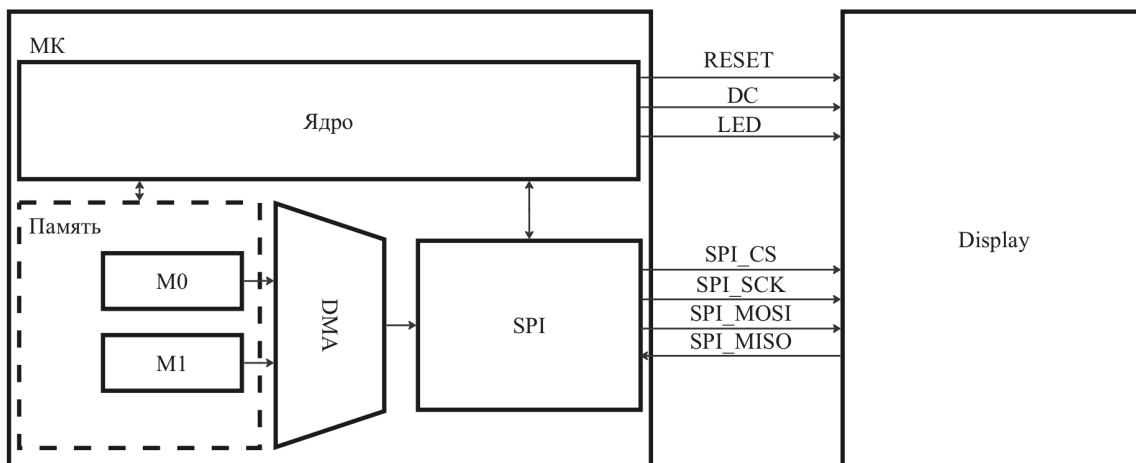 МК
Ядро
RESET
DC
LED
Память
M0
M1
DMA
SPI
SPI_CS
SPI_SCK
SPI_MOSI
SPI_MISO
Display